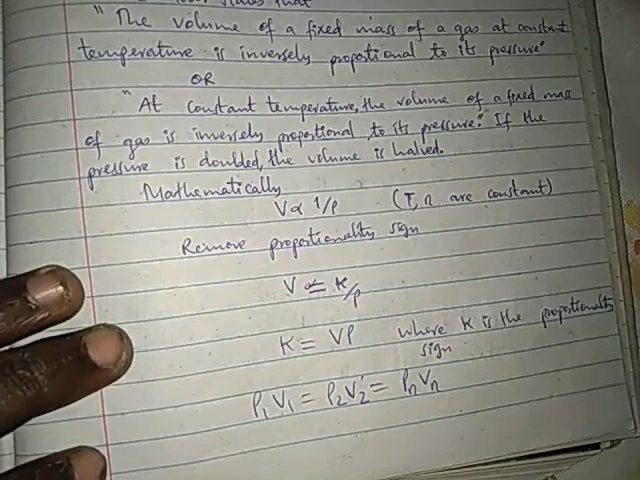 states that
"The volume of a fixed mass of a gas at constant
temperature is inversely proportional to its pressure"
OR
"At constant temperature, the volume of a fixed mass
of gas is inversely proportional to its pressure." If the
pressure is doulded, the volume is halved.
Mathematically
V∝ 1/P (T, n are constant)
Remove proportionality sign
V = K/P
K = VP where K is the proportionality
sign
P₁V₁ = P₂V₂ = PₙVₙ